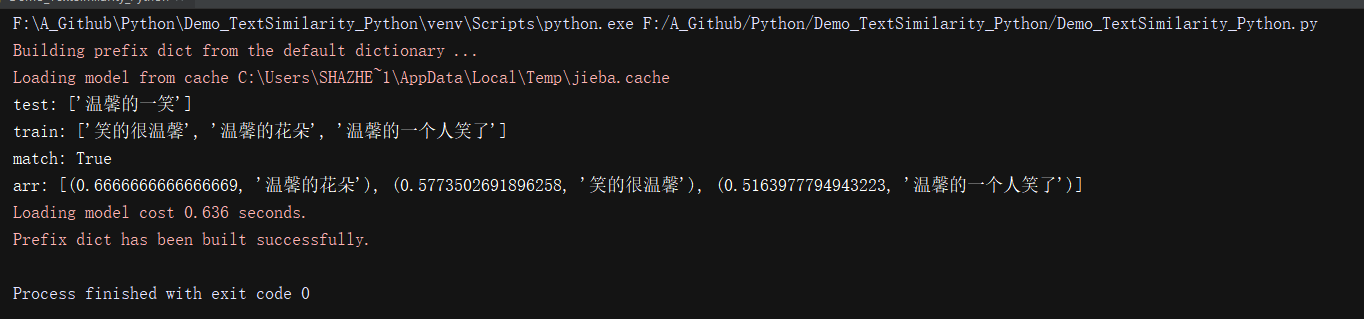 F:\A_Github\Python\Demo_TextSimilarity_Python\venv\Scripts\python.exe F:/A_Github/Python/Demo_TextSimilarity_Python/Demo_TextSimilarity_Python.py
Building prefix dict from the default dictionary ...
Loading model from cache C:\Users\SHAZHE~1\AppData\Local\Temp\jieba.cache
test: ['温馨的一笑']
train: ['笑的很温馨', '温馨的花朵', '温馨的一个人笑了']
match: True
arr: [(0.6666666666666669, '温馨的花朵'), (0.5773502691896258, '笑的很温馨'), (0.5163977794943223, '温馨的一个人笑了')]
Loading model cost 0.636 seconds.
Prefix dict has been built successfully.
Process finished with exit code 0